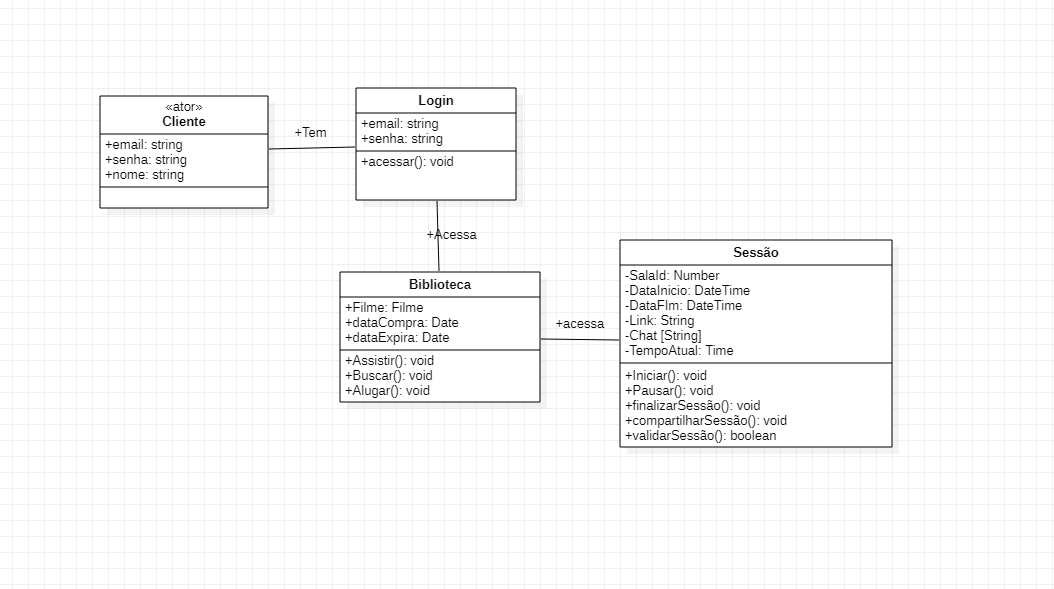 «ator»
Cliente
+email: string
+senha: string
+nome: string
+Tem
Login
+email: string
+senha: string
+acessar(): void
+Acessa
Biblioteca
+Filme: Filme
+dataCompra: Date
+dataExpira: Date
+Assistir(): void
+Buscar(): void
+Alugar(): void
+acessa
Sessão
-SalaId: Number
-DataInicio: DateTime
-DataFIm: DateTime
-Link: String
-Chat [String]
-TempoAtual: Time
+Iniciar(): void
+Pausar(): void
+finalizarSessão(): void
+compartilharSessão(): void
+validarSessão(): boolean